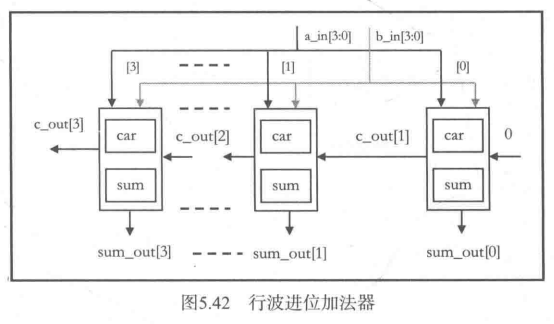 a_in[3:0] b_in[3:0]
[3] [1] [0]
c_out[3] car c_out[2] car c_out[1] car 0
sum sum sum
sum_out[3] sum_out[1] sum_out[0]
图5.42 行波进位加法器